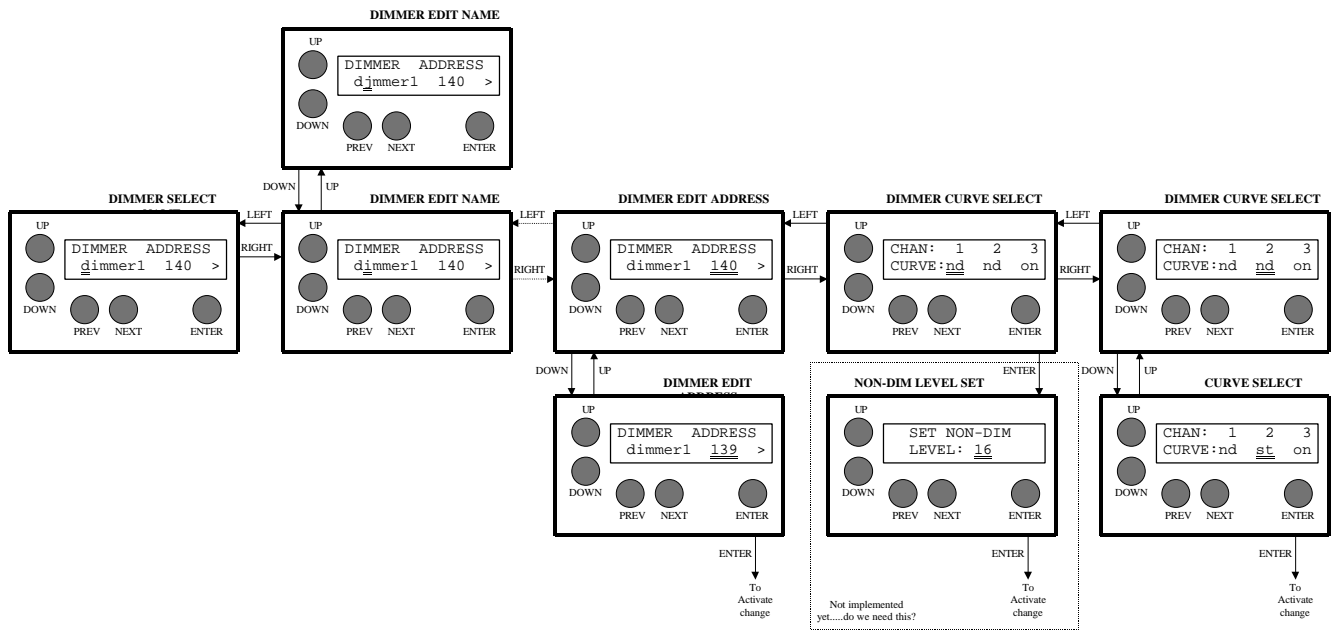 DIMMER EDIT NAME
UP
DIMMER ADDRESS
djmmer1 140 >
DOWN
PREV NEXT ENTER
DOWN UP
DIMMER SELECT
UP
DIMMER ADDRESS
dimmer1 140 >
DOWN
PREV NEXT ENTER
LEFT
RIGHT
DIMMER EDIT NAME
UP
DIMMER ADDRESS
dimmer1 140 >
DOWN
PREV NEXT ENTER
LEFT
RIGHT
DIMMER EDIT ADDRESS
UP
DIMMER ADDRESS
dimmer1 140 >
DOWN
PREV NEXT ENTER
LEFT
RIGHT
DIMMER CURVE SELECT
UP
CHAN: 1 2 3
CURVE:nd nd on
DOWN
PREV NEXT ENTER
LEFT
RIGHT
DIMMER CURVE SELECT
UP
CHAN: 1 2 3
CURVE:nd nd on
DOWN
PREV NEXT ENTER
DOWN UP
DIMMER EDIT
ADDRESS
UP
DIMMER ADDRESS
dimmer1 139 >
DOWN
PREV NEXT ENTER
ENTER
To
Activate
change
ENTER
NON-DIM LEVEL SET
UP
SET NON-DIM
LEVEL: 16
DOWN
PREV NEXT ENTER
ENTER
To
Activate
change
Not implemented
yet.....do we need this?
DOWN UP
CURVE SELECT
UP
CHAN: 1 2 3
CURVE:nd st on
DOWN
PREV NEXT ENTER
ENTER
To
Activate
change